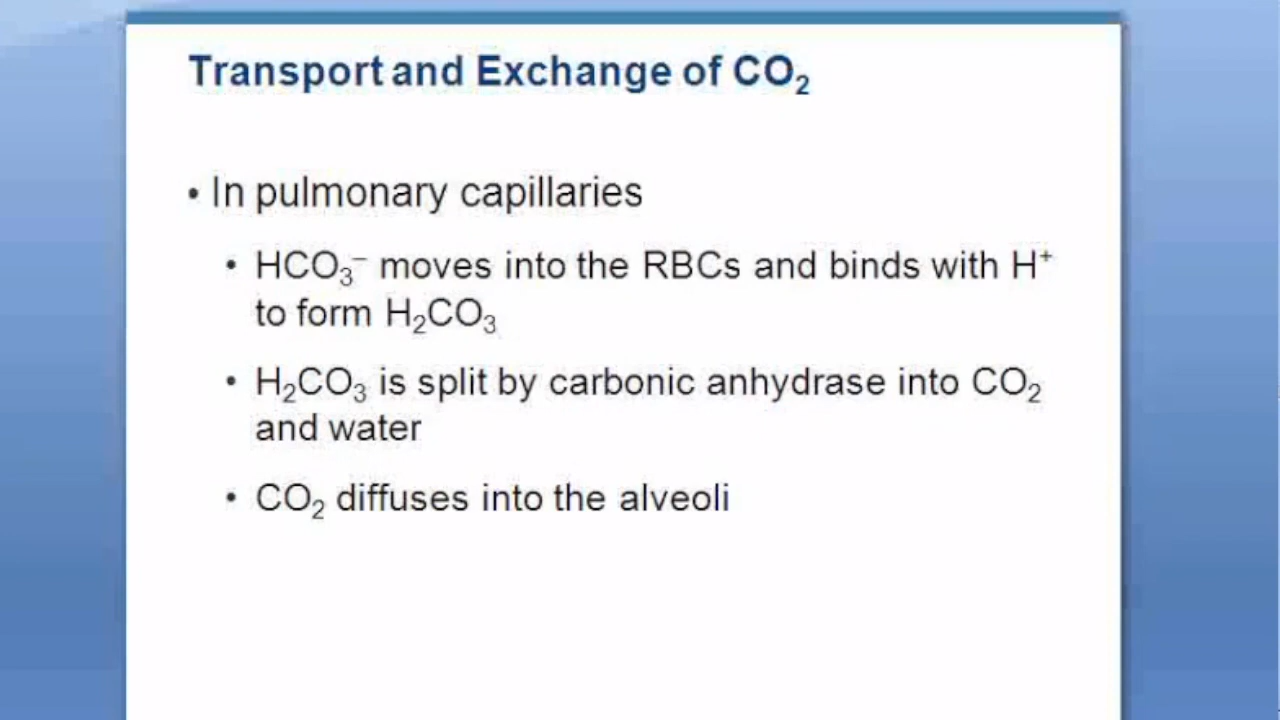 Transport and Exchange of CO₂
• In pulmonary capillaries
• HCO₃⁻ moves into the RBCs and binds with H⁺
to form H₂CO₃
• H₂CO₃ is split by carbonic anhydrase into CO₂
and water
• CO₂ diffuses into the alveoli